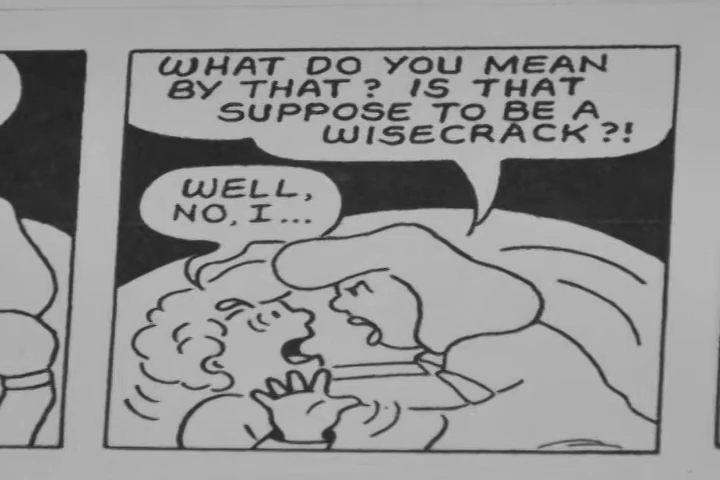 WHAT DO YOU MEAN
BY THAT? IS THAT
SUPPOSE TO BE A
WISECRACK?!
WELL,
NO, I...